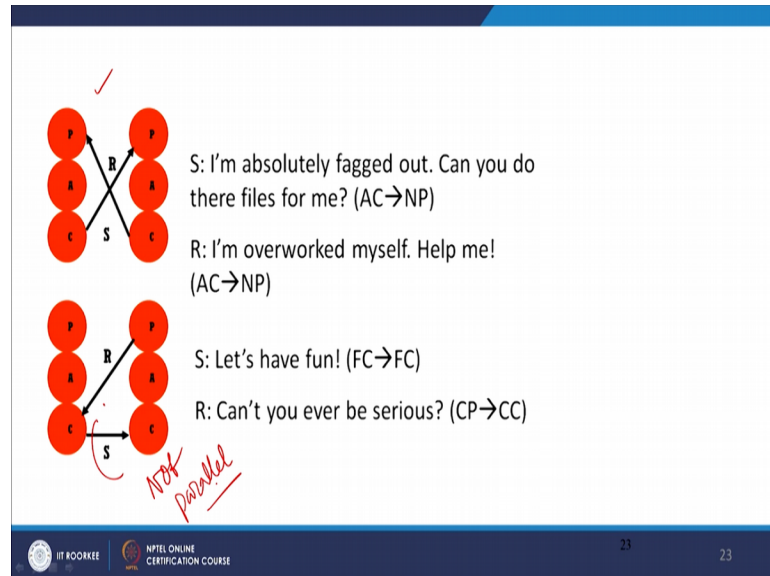 P P
R
S: I'm absolutely fagged out. Can you do
A A
there files for me? (AC→NP)
C S C
R: I'm overworked myself. Help me!
(AC→NP)
P P
R
S: Let's have fun! (FC→FC)
A A
R: Can't you ever be serious? (CP→CC)
C C
S
Not
parallel
IIT ROORKEE
NPTEL ONLINE
CERTIFICATION COURSE
NPTEL
23
23